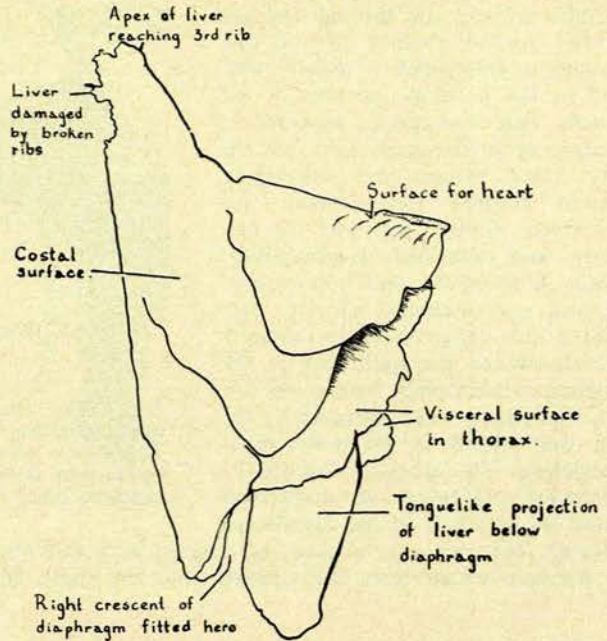 Apex of liver
reaching 3rd rib
Liver
damaged
by broken
ribs
Surface for heart
Costal
surface.
Visceral surface
in thorax.
Tonguelike projection
of liver below
diaphragm
Right crescent of
diaphragm fitted here